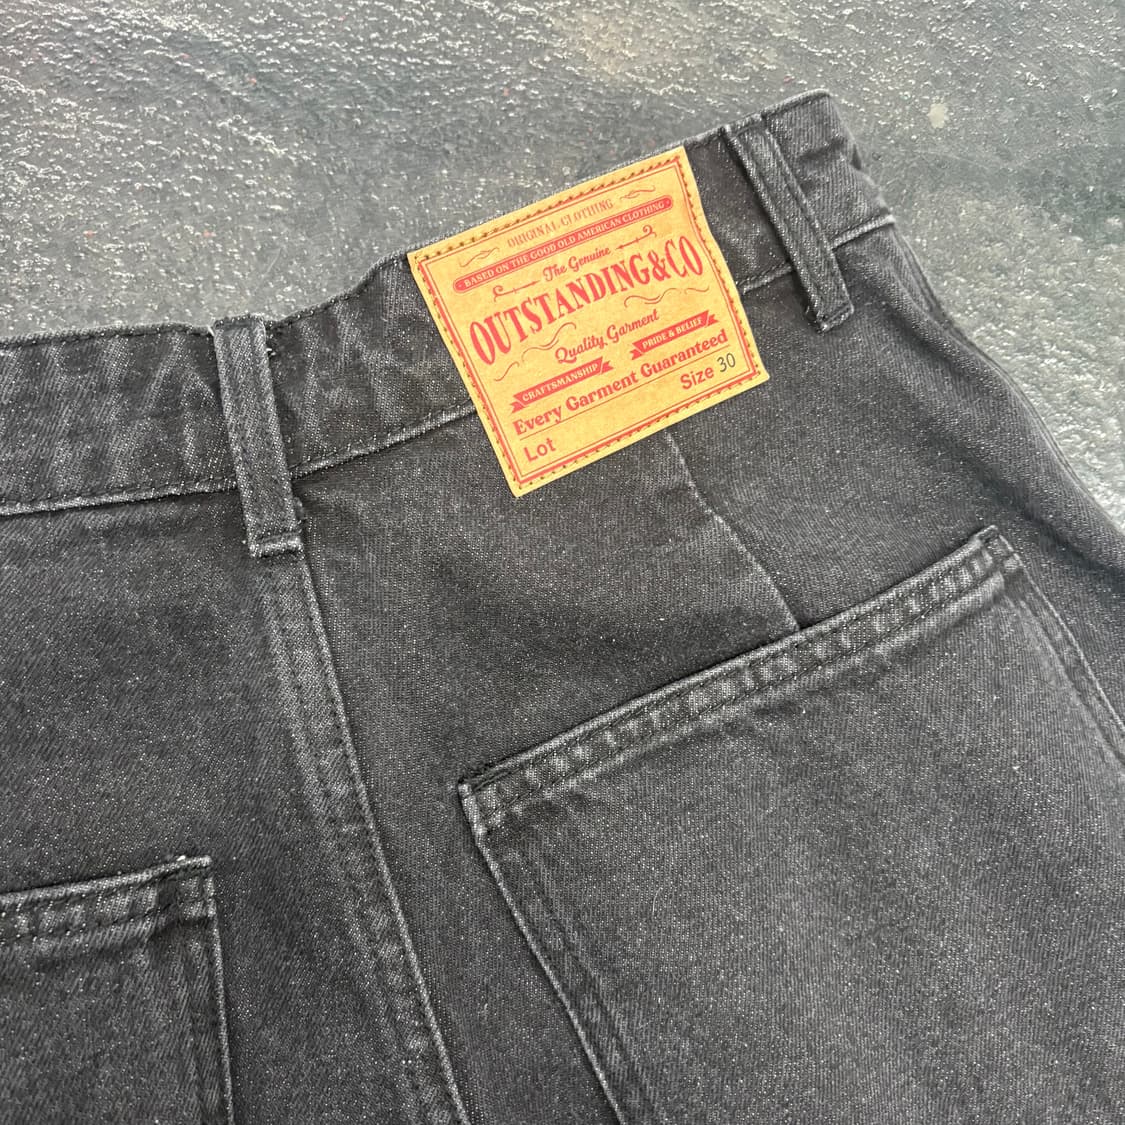 ORIGINAL CLOTHING
BASED ON THE GOOD OLD AMERICAN CLOTHING
The Genuine
OUTSTANDING&CO
Quality Garment
CRAFTSMANSHIP PRIDE & BELIEF
Every Garment Guaranteed
Lot Size 30